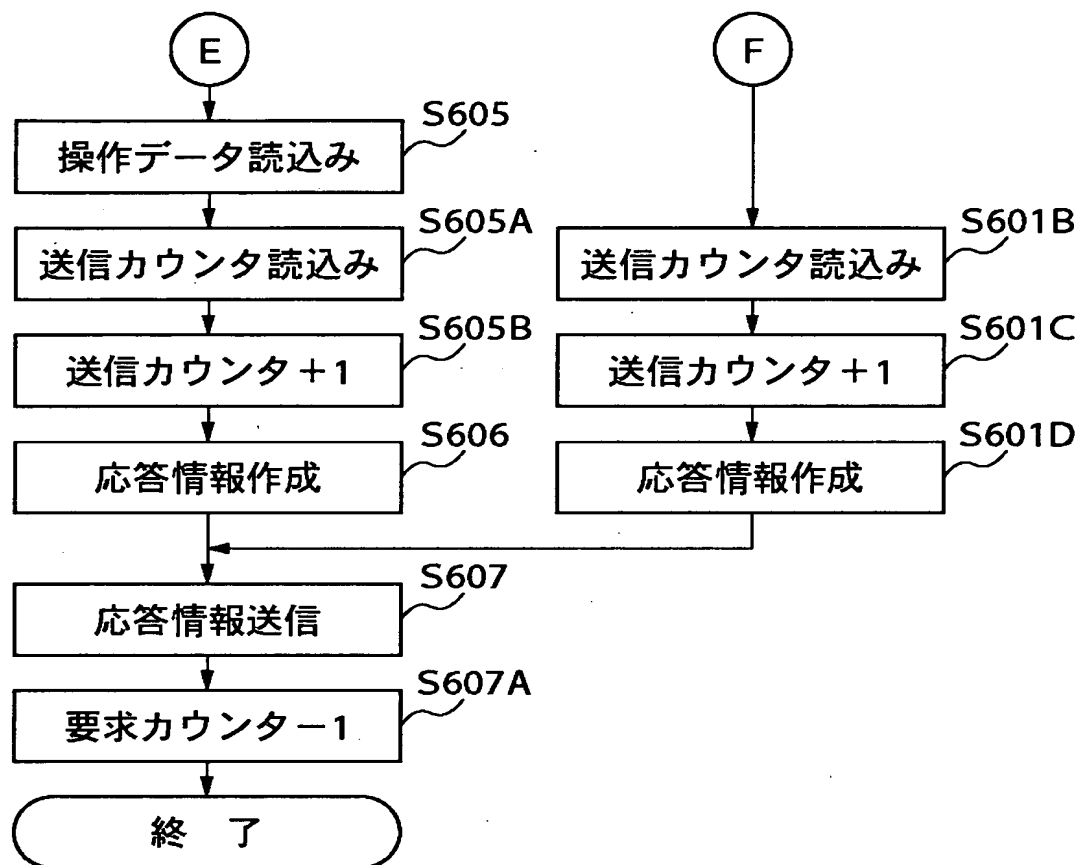 E
S605
操作データ読込み
S605A
送信カウンタ読込み
S605B
送信カウンタ+1
S606
応答情報作成
F
S601B
送信カウンタ読込み
S601C
送信カウンタ+1
S601D
応答情報作成
S607
応答情報送信
S607A
要求カウンタ−1
終 了